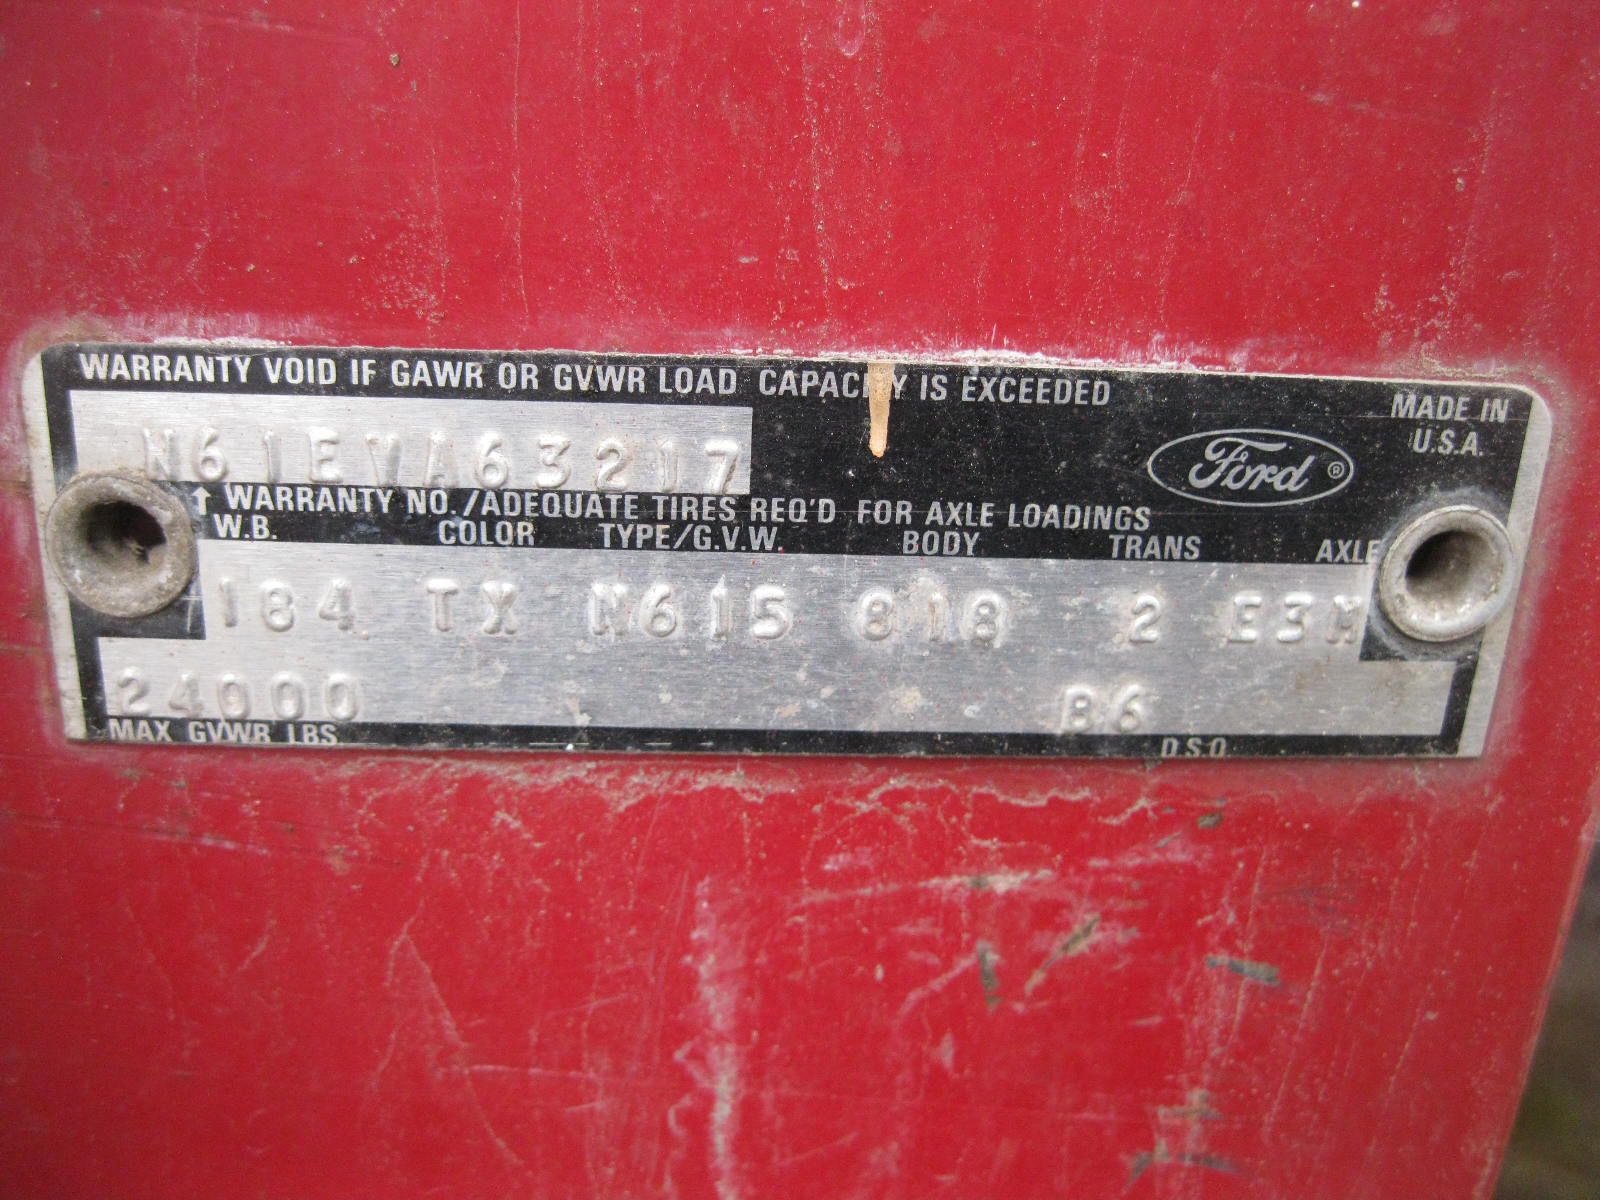 WARRANTY VOID IF GAWR OR GVWR LOAD CAPACITY IS EXCEEDED
MADE IN
U.S.A.
N61EVA63217
Ford ®
↑ WARRANTY NO./ADEQUATE TIRES REQ'D FOR AXLE LOADINGS
W.B. COLOR TYPE/G.V.W. BODY TRANS AXLE
184 TX N615 818 2 E3M
24000 B6
MAX GVWR LBS. D.S.O.